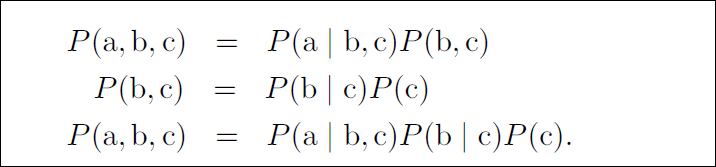 P(a, b, c) = P(a | b, c)P(b, c)
P(b, c) = P(b | c)P(c)
P(a, b, c) = P(a | b, c)P(b | c)P(c).